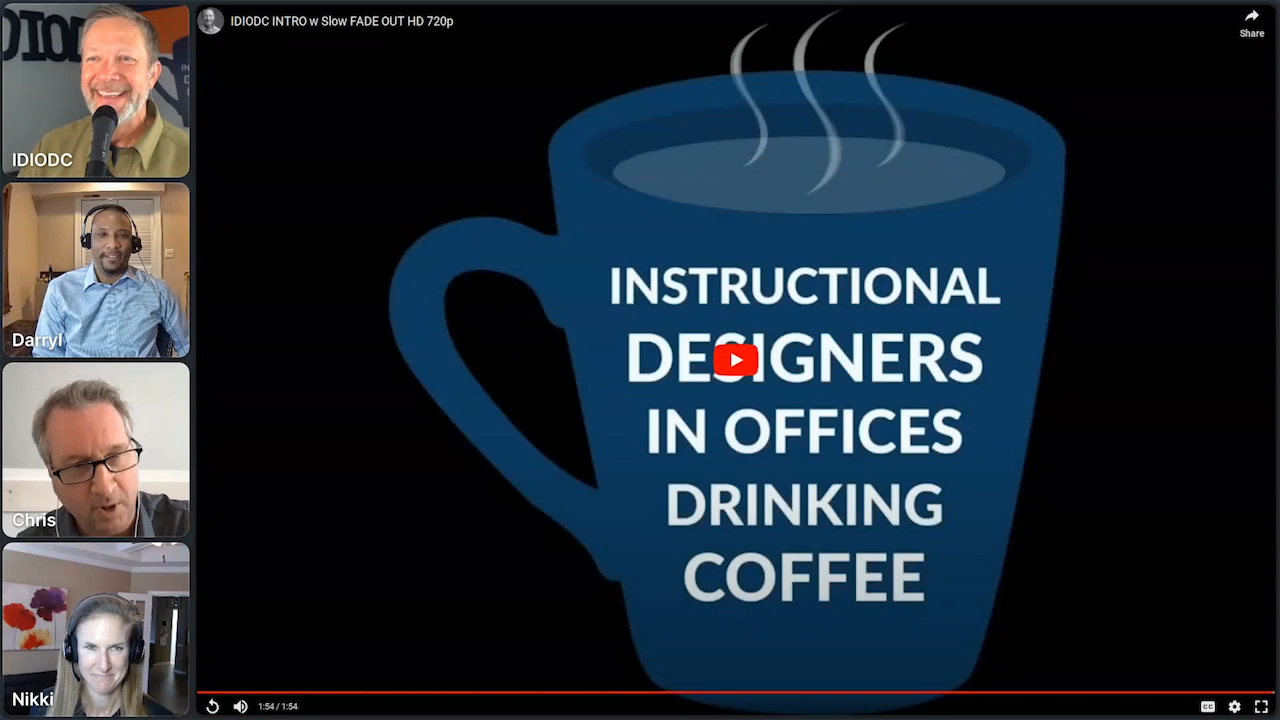 IDIODC INTRO w Slow FADE OUT HD 720p
Share
IDIODC
Darryl
Chris
Nikki
INSTRUCTIONAL
DESIGNERS
IN OFFICES
DRINKING
COFFEE
1:54 / 1:54
CC